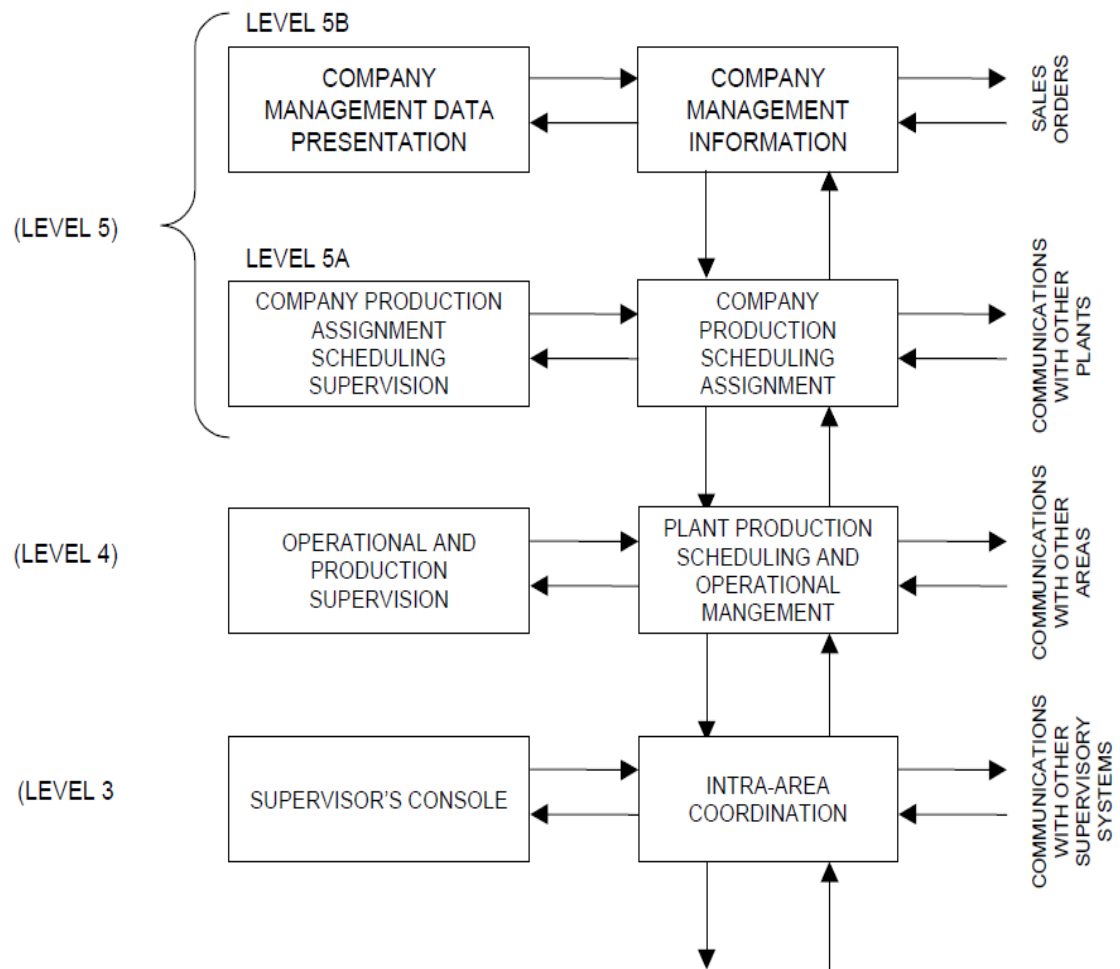 LEVEL 5B
COMPANY
MANAGEMENT DATA
PRESENTATION
COMPANY
MANAGEMENT
INFORMATION
SALES
ORDERS
(LEVEL 5)
LEVEL 5A
COMPANY PRODUCTION
ASSIGNMENT
SCHEDULING
SUPERVISION
COMPANY
PRODUCTION
SCHEDULING
ASSIGNMENT
COMMUNICATIONS
WITH OTHER
PLANTS
(LEVEL 4)
OPERATIONAL AND
PRODUCTION
SUPERVISION
PLANT PRODUCTION
SCHEDULING AND
OPERATIONAL
MANGEMENT
COMMUNICATIONS
WITH OTHER
AREAS
(LEVEL 3
SUPERVISOR'S CONSOLE
INTRA-AREA
COORDINATION
COMMUNICATIONS
WITH OTHER
SUPERVISORY
SYSTEMS